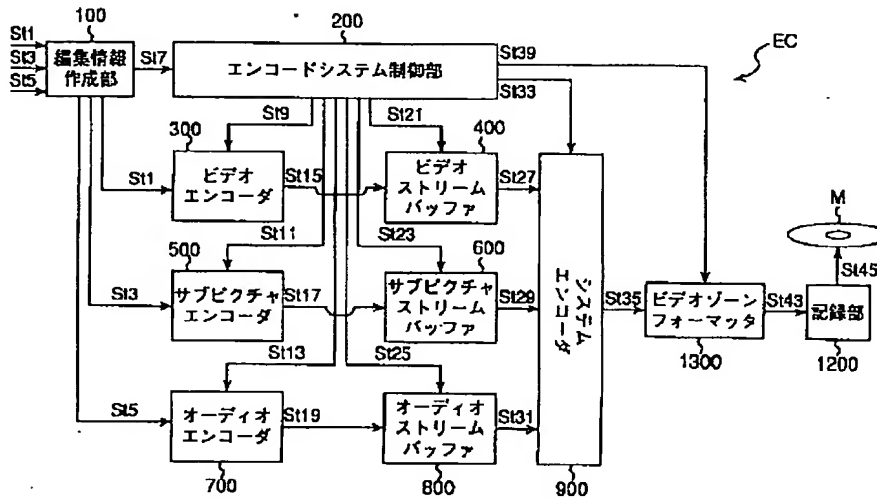 100
200
EC
St1
St3
St5
編集情報
作成部
St7
エンコードシステム制御部
St39
St33
St9
St21
300
400
St1
ビデオ
エンコーダ
St15
ビデオ
ストリーム
バッファ
St27
St11
St23
500
600
M
St3
サブピクチャ
エンコーダ
St17
サブピクチャ
ストリーム
バッファ
St29
システム
エンコーダ
St35
ビデオゾーン
フォーマッタ
St43
記録部
St45
1300
1200
St13
St25
St5
オーディオ
エンコーダ
St19
オーディオ
ストリーム
バッファ
St31
700
800
900